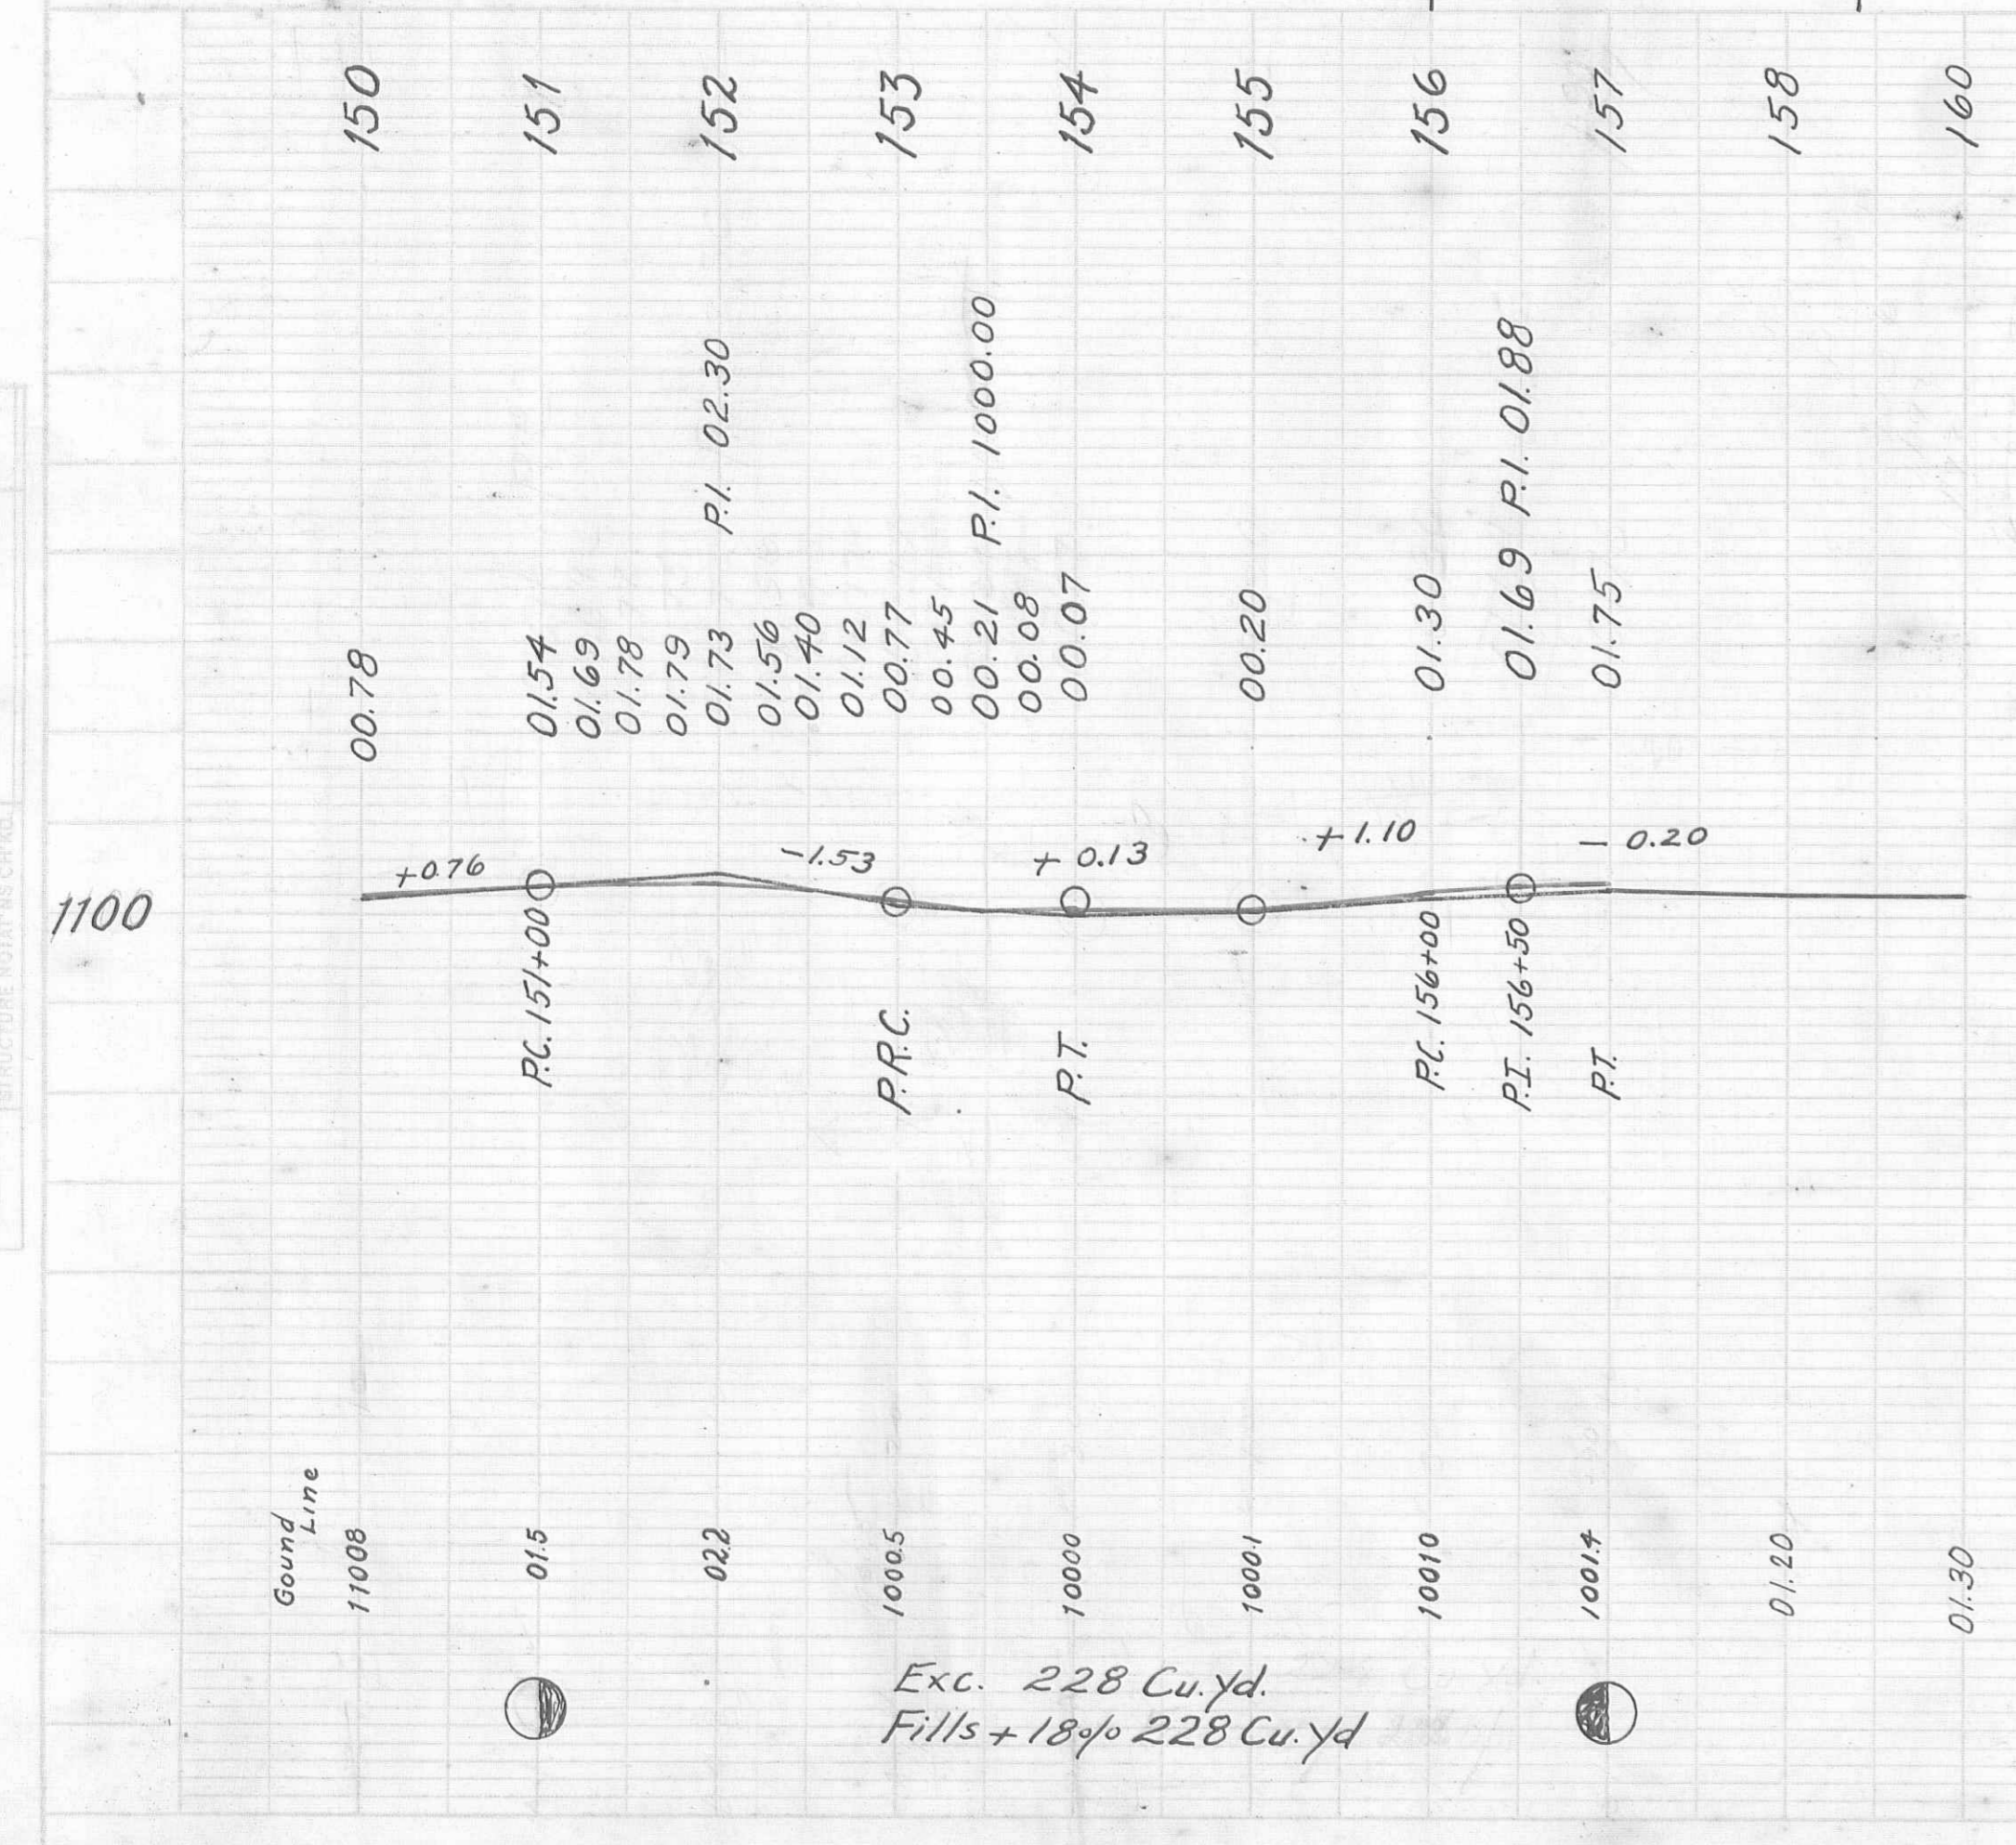 150 151 152 153 154 155 156 157 158 160
P.I. 02.30
P.I. 1000.00
00.78
01.54
01.69
01.78
01.79
01.73
01.56
01.40
01.12
00.77
00.45
00.21
00.08
00.07
00.20
01.30
01.69 P.I. 01.88
01.75
+0.76 -1.53 + 0.13 +1.10 - 0.20
1100
P.C. 151+00
P.R.C.
P.T.
P.C. 156+00
P.I. 156+50
P.T.
Gound
Line
11008
01.5
02.2
1000.5
10000
1000.1
10010
1001.4
01.20
01.30
Exc. 228 Cu.Yd.
Fills + 18% 228 Cu.Yd